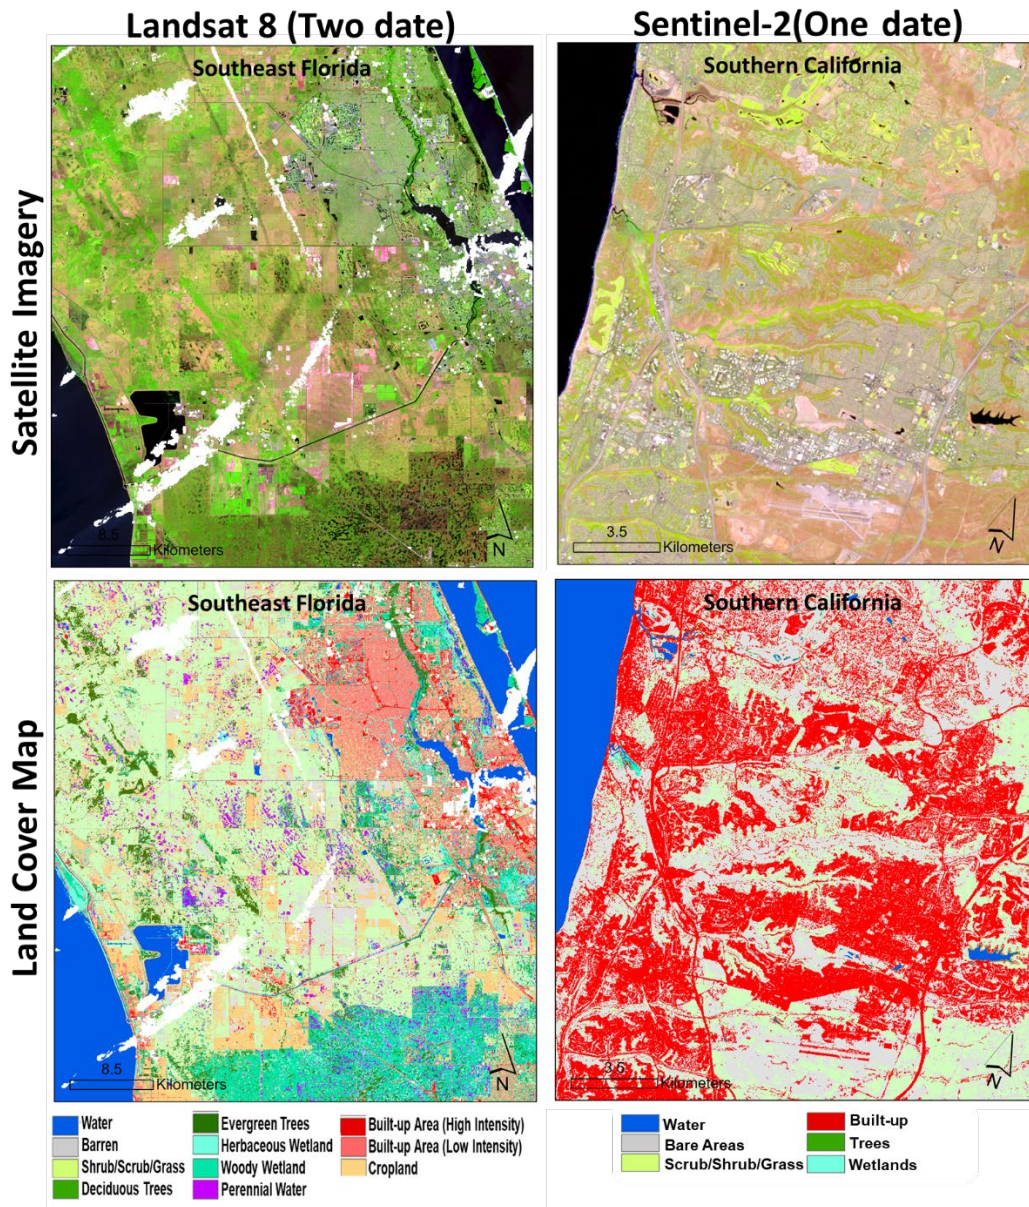 Landsat 8 (Two date)
Sentinel-2(One date)
Satellite Imagery
Southeast Florida
8.5
Kilometers
N
Southern California
3.5
Kilometers
N
Land Cover Map
Southeast Florida
8.5
Kilometers
N
Southern California
3.5
Kilometers
N
Water
Barren
Shrub/Scrub/Grass
Deciduous Trees
Evergreen Trees
Herbaceous Wetland
Woody Wetland
Perennial Water
Built-up Area (High Intensity)
Built-up Area (Low Intensity)
Cropland
Water
Bare Areas
Scrub/Shrub/Grass
Built-up
Trees
Wetlands